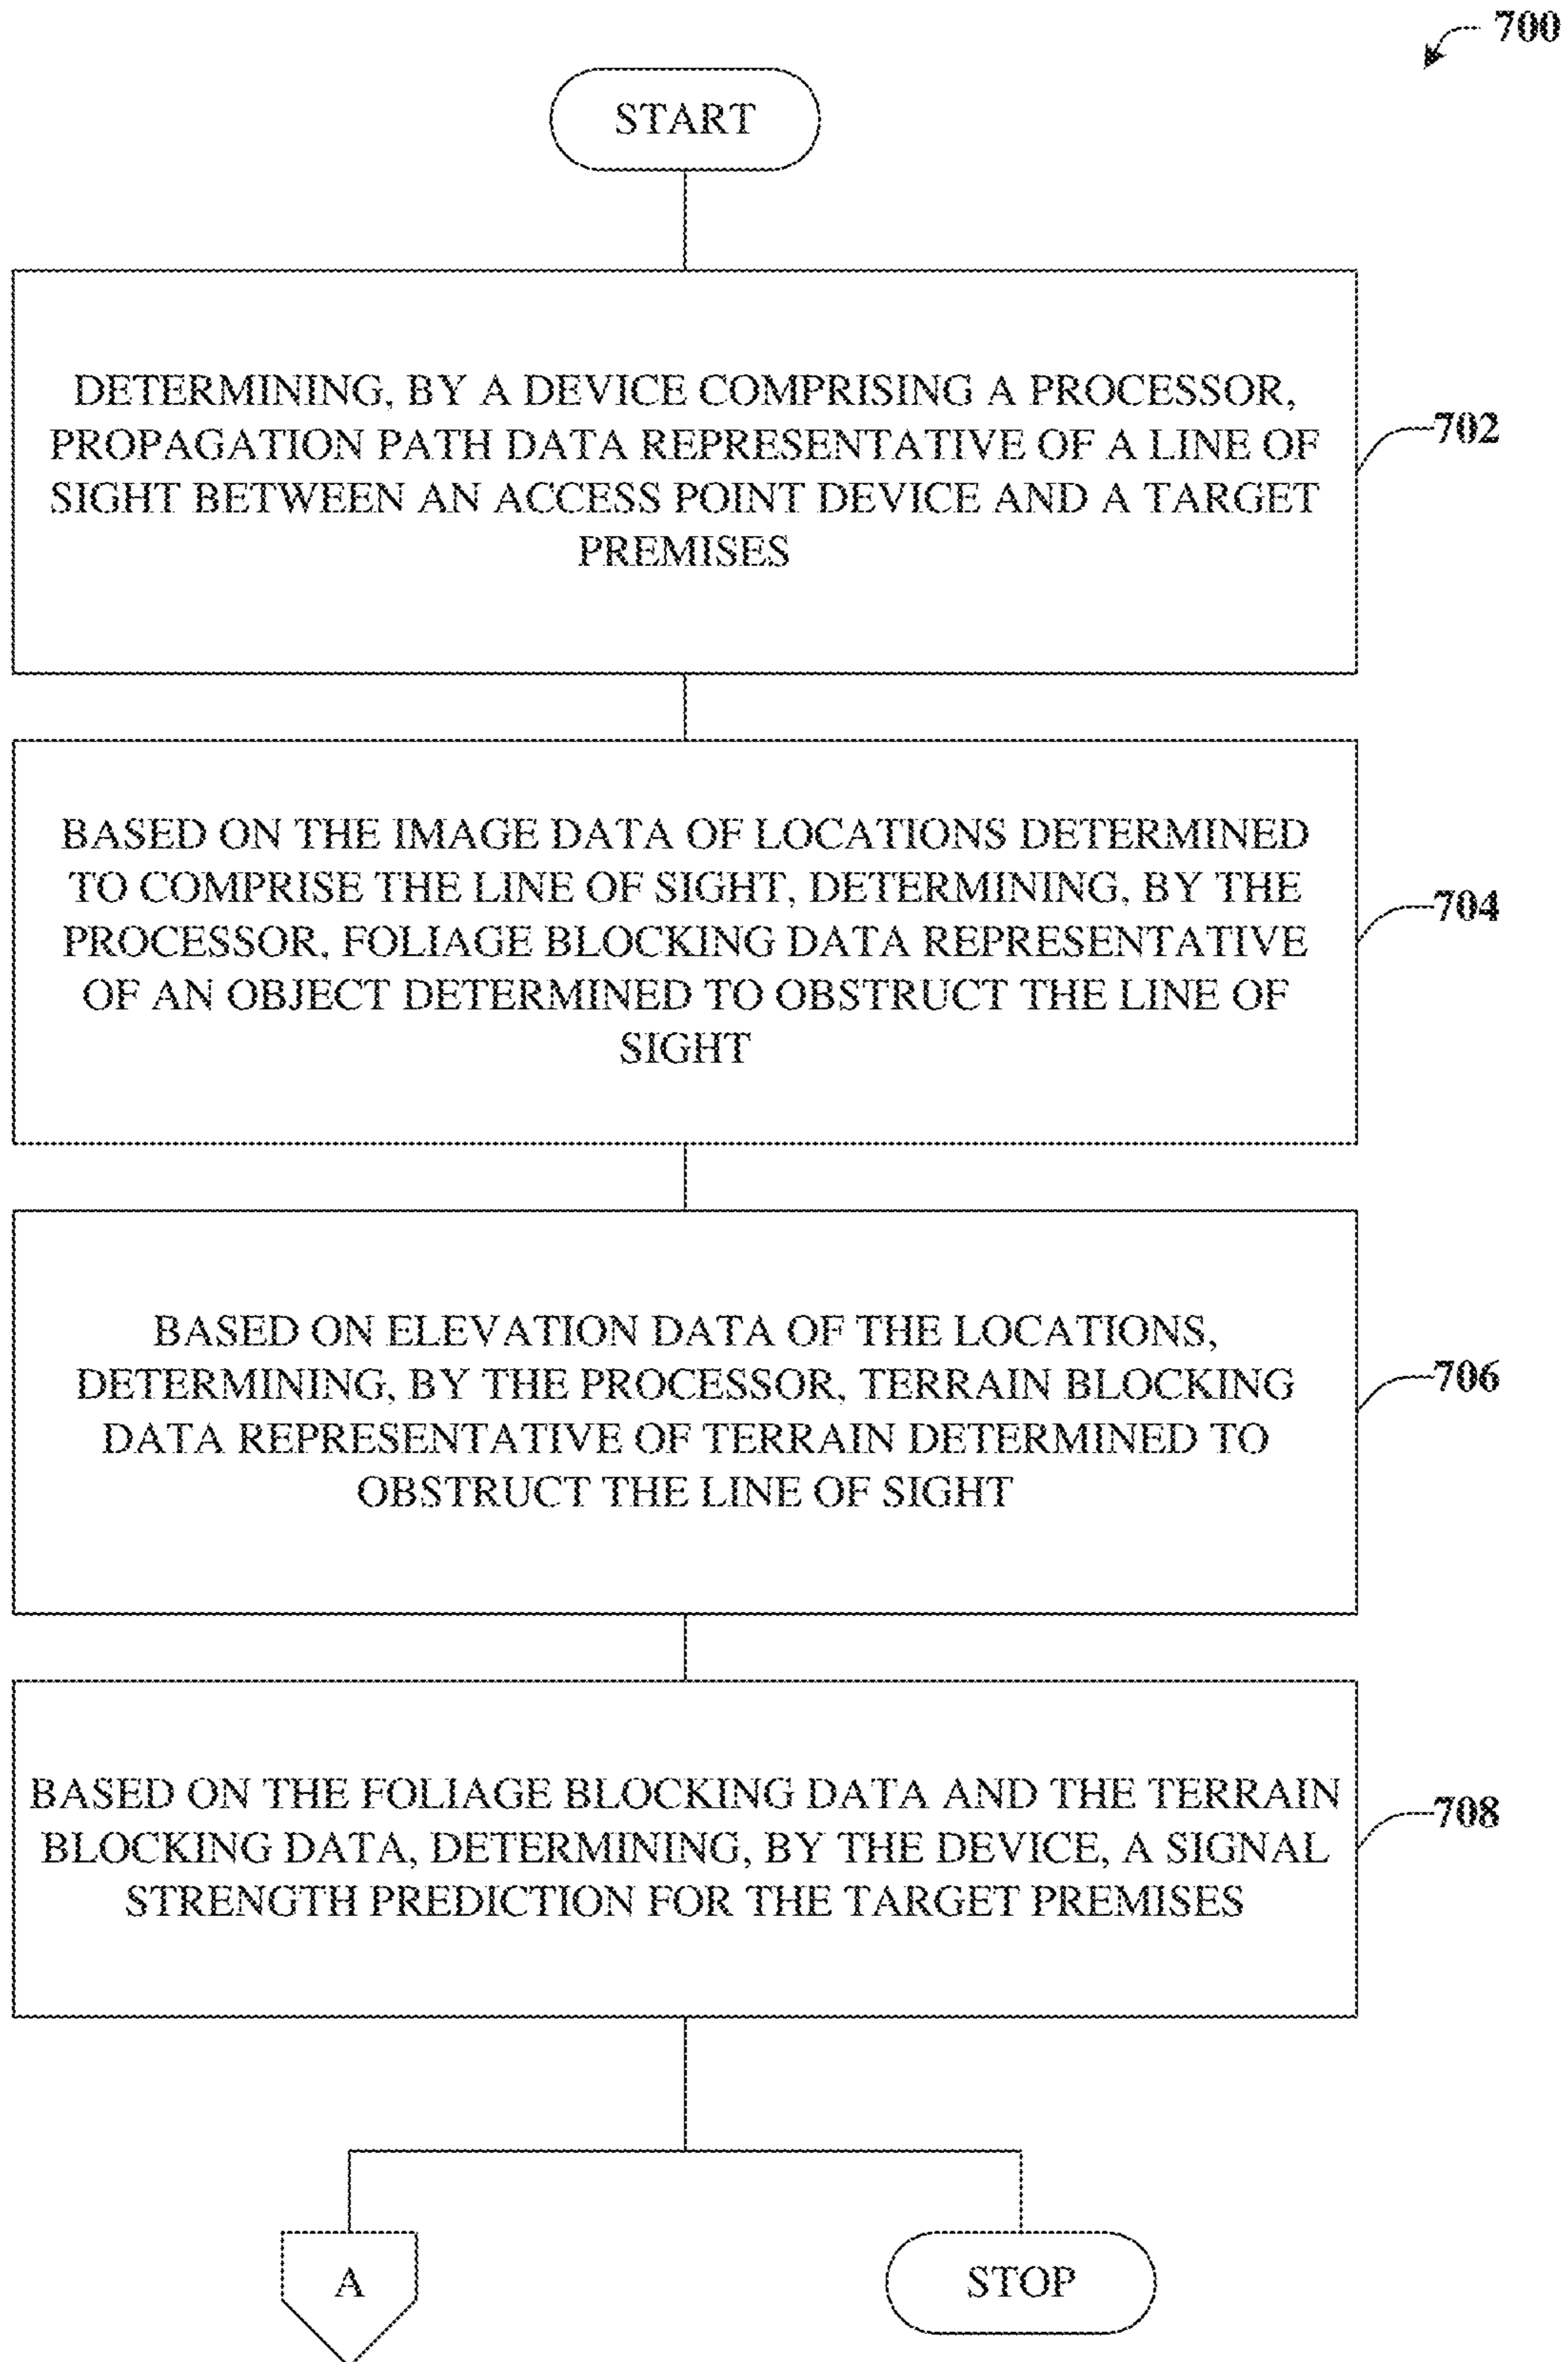 700
START
DETERMINING, BY A DEVICE COMPRISING A PROCESSOR,
PROPAGATION PATH DATA REPRESENTATIVE OF A LINE OF
SIGHT BETWEEN AN ACCESS POINT DEVICE AND A TARGET
PREMISES
702
BASED ON THE IMAGE DATA OF LOCATIONS DETERMINED
TO COMPRISE THE LINE OF SIGHT, DETERMINING, BY THE
PROCESSOR, FOLIAGE BLOCKING DATA REPRESENTATIVE
OF AN OBJECT DETERMINED TO OBSTRUCT THE LINE OF
SIGHT
704
BASED ON ELEVATION DATA OF THE LOCATIONS,
DETERMINING, BY THE PROCESSOR, TERRAIN BLOCKING
DATA REPRESENTATIVE OF TERRAIN DETERMINED TO
OBSTRUCT THE LINE OF SIGHT
706
BASED ON THE FOLIAGE BLOCKING DATA AND THE TERRAIN
BLOCKING DATA, DETERMINING, BY THE DEVICE, A SIGNAL
STRENGTH PREDICTION FOR THE TARGET PREMISES
708
A
STOP